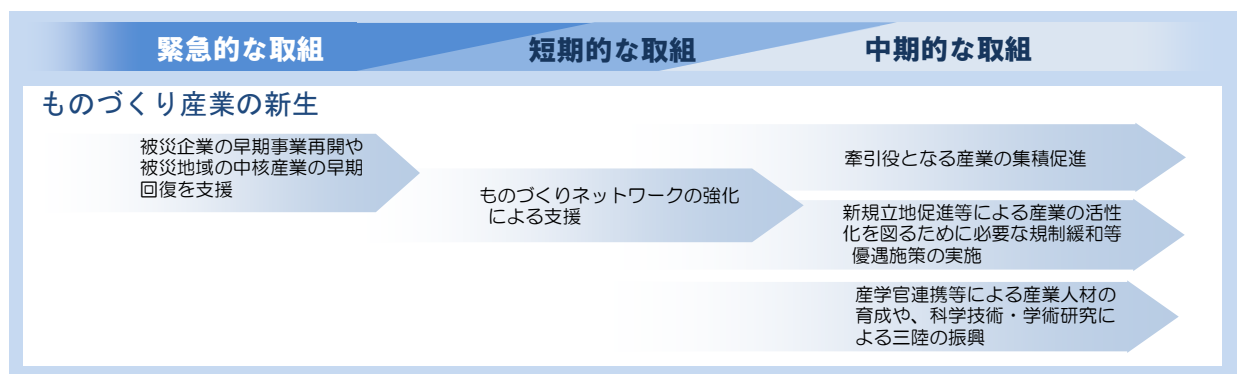 緊急的な取組
短期的な取組
中期的な取組
ものづくり産業の新生
被災企業の早期事業再開や
被災地域の中核産業の早期
回復を支援
ものづくりネットワークの強化
による支援
牽引役となる産業の集積促進
新規立地促進等による産業の活性
化を図るために必要な規制緩和等
優遇施策の実施
産学官連携等による産業人材の
育成や、科学技術・学術研究に
よる三陸の振興